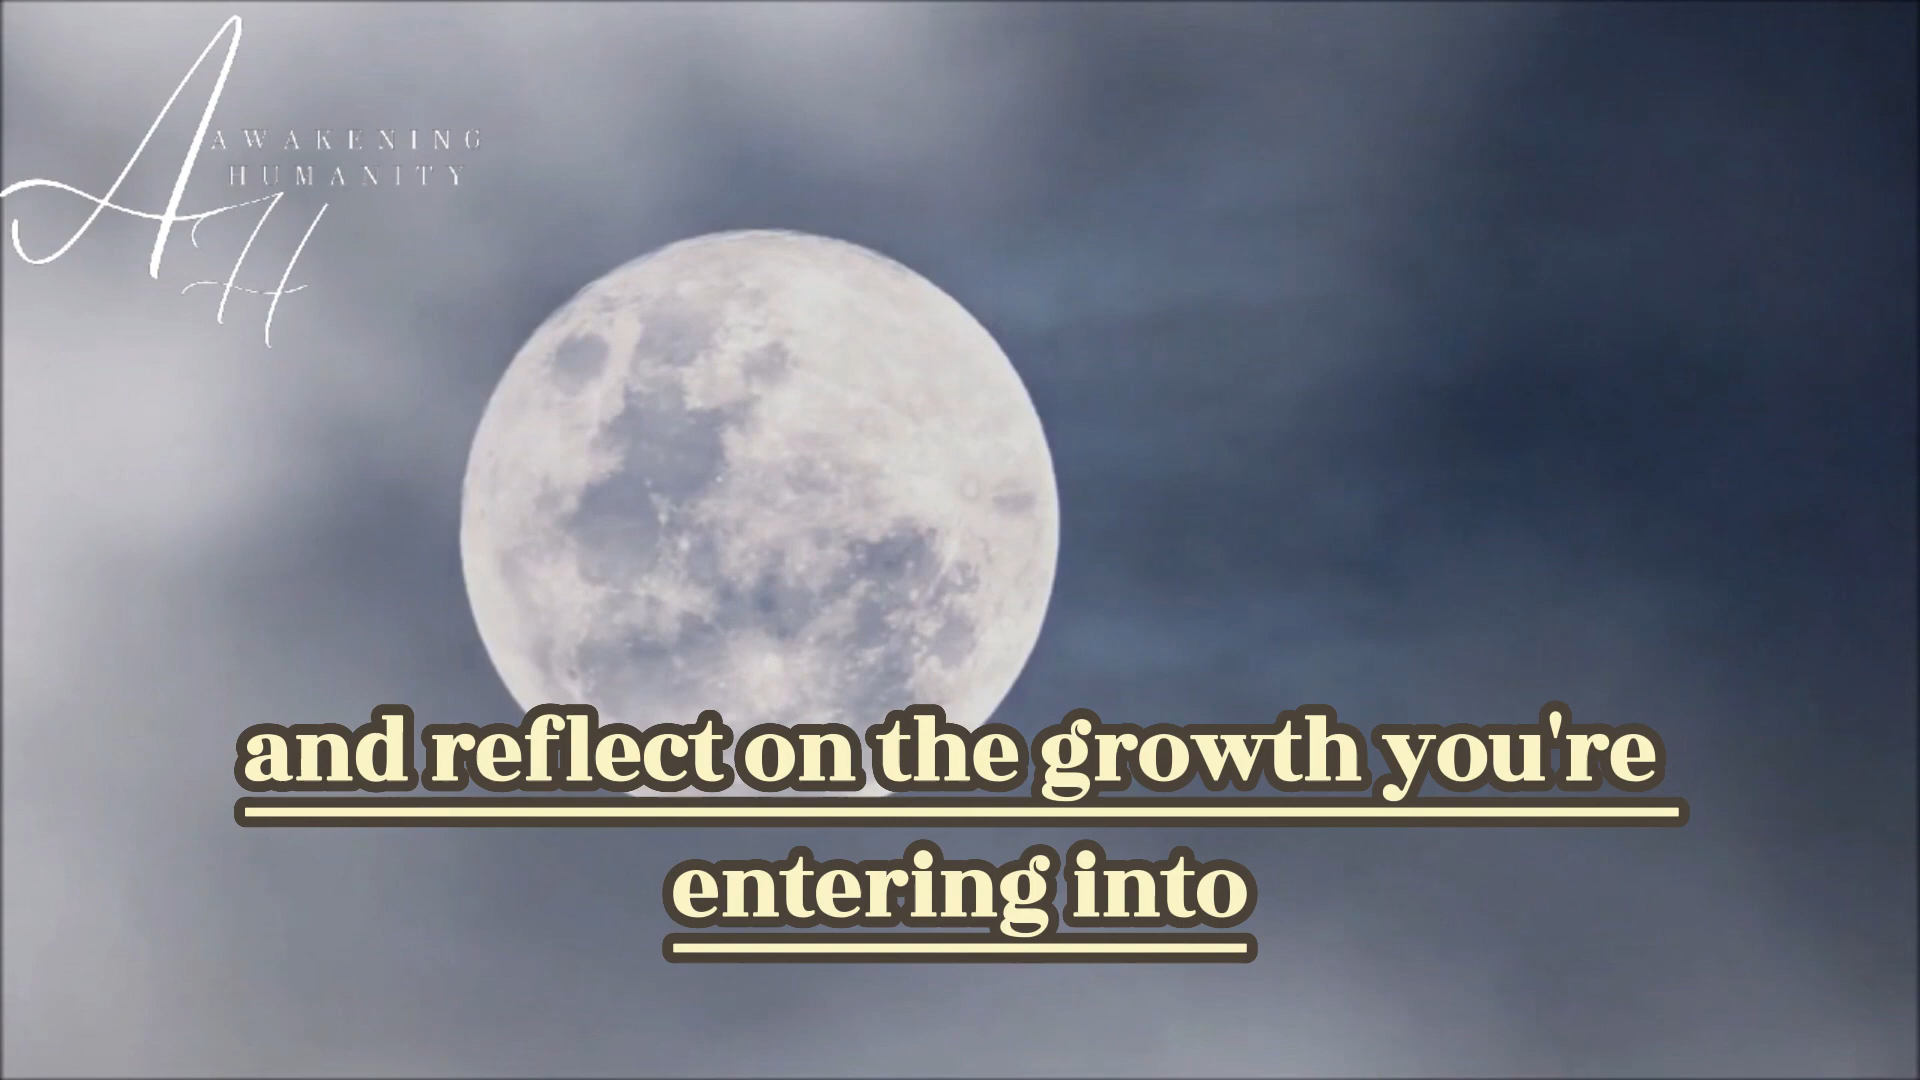 AWAKENING
HUMANITY
AH
and reflect on the growth you're
entering into